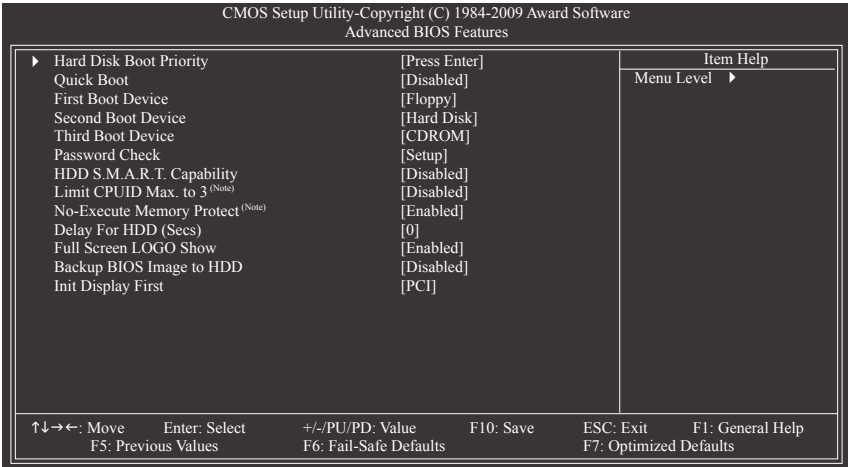 CMOS Setup Utility-Copyright (C) 1984-2009 Award Software
Advanced BIOS Features
▶ Hard Disk Boot Priority [Press Enter]
Quick Boot [Disabled]
First Boot Device [Floppy]
Second Boot Device [Hard Disk]
Third Boot Device [CDROM]
Password Check [Setup]
HDD S.M.A.R.T. Capability [Disabled]
Limit CPUID Max. to 3 (Note) [Disabled]
No-Execute Memory Protect (Note) [Enabled]
Delay For HDD (Secs) [0]
Full Screen LOGO Show [Enabled]
Backup BIOS Image to HDD [Disabled]
Init Display First [PCI]
Item Help
Menu Level ▶
↑↓→←: Move Enter: Select +/-/PU/PD: Value F10: Save ESC: Exit F1: General Help
F5: Previous Values F6: Fail-Safe Defaults F7: Optimized Defaults